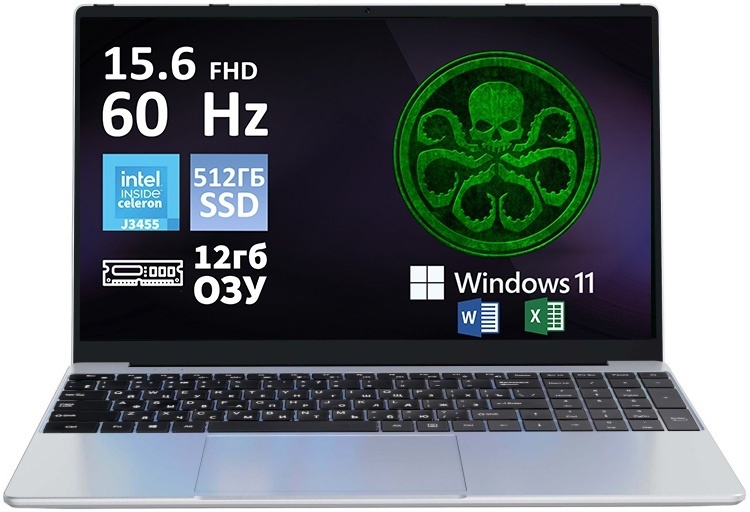 15.6 FHD
60 Hz
intel
INSIDE
celeron
J3455
512ГБ
SSD
12гб
ОЗУ
Windows 11
W
X